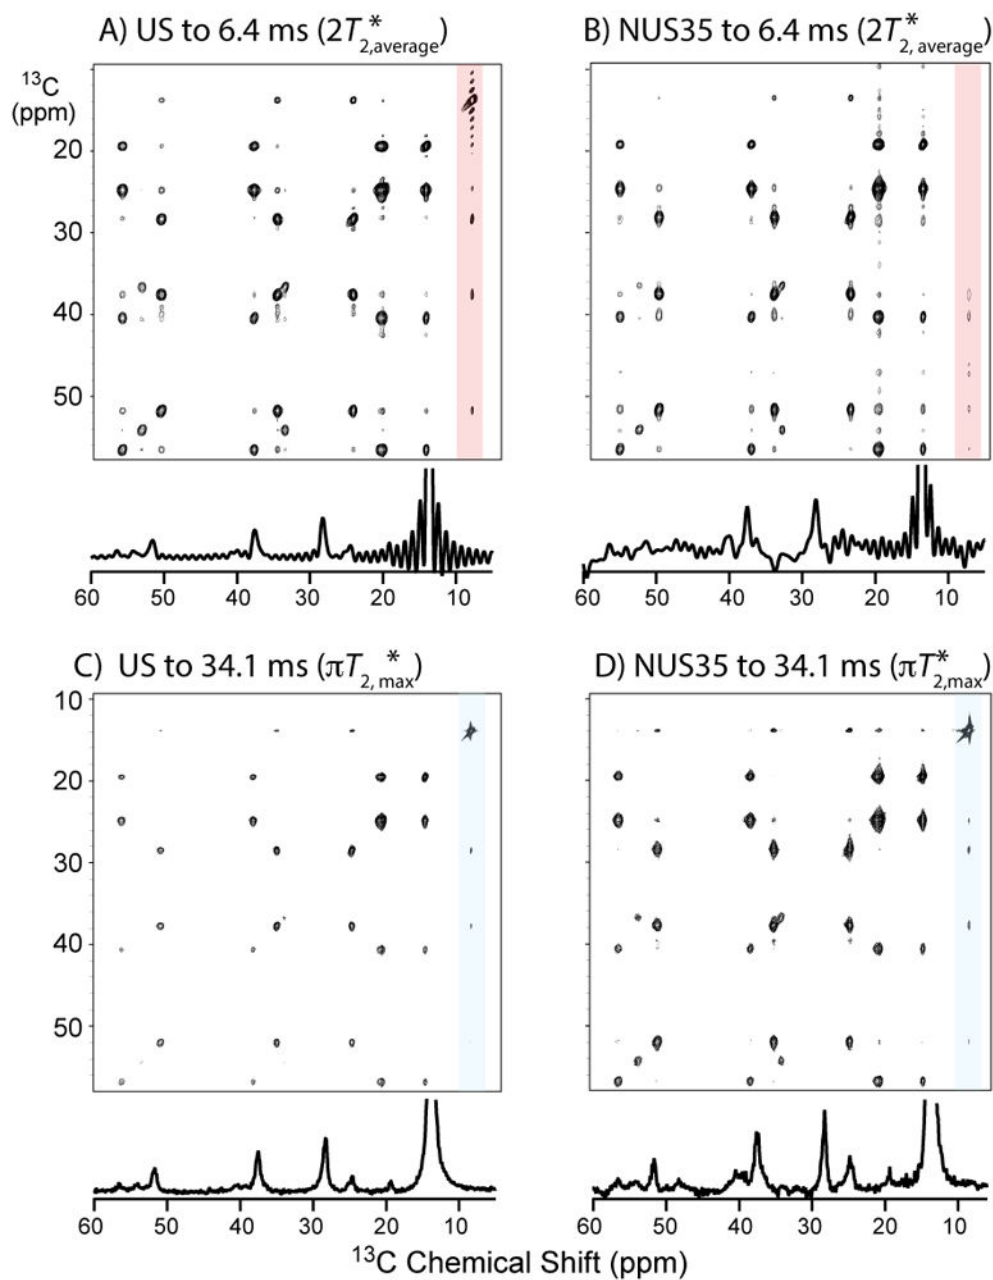 A) US to 6.4 ms (2T*2,average)
B) NUS35 to 6.4 ms (2T*2, average)
13C
(ppm)
20
30
40
50
60 50 40 30 20 10
60 50 40 30 20 10
C) US to 34.1 ms (πT2, max*)
D) NUS35 to 34.1 ms (πT*2,max)
10
20
30
40
50
60 50 40 30 20 10
60 50 40 30 20 10
13C Chemical Shift (ppm)